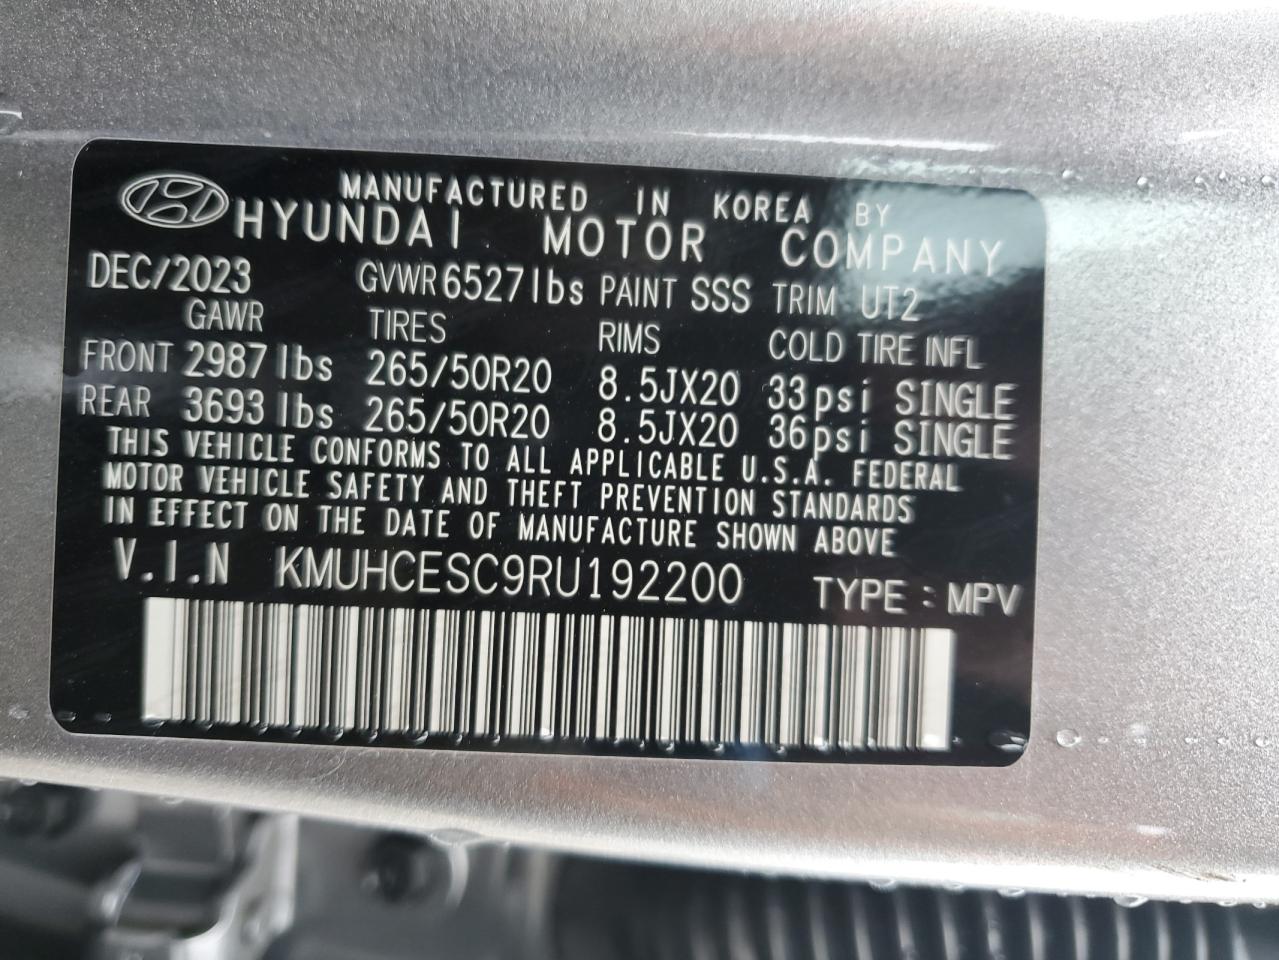 MANUFACTURED IN KOREA BY
HYUNDAI MOTOR COMPANY
DEC/2023 GVWR 6527lbs PAINT SSS TRIM UT2
GAWR TIRES RIMS COLD TIRE INFL
FRONT 2987 lbs 265/50R20 8.5JX20 33psi SINGLE
REAR 3693 lbs 265/50R20 8.5JX20 36psi SINGLE
THIS VEHICLE CONFORMS TO ALL APPLICABLE U.S.A. FEDERAL
MOTOR VEHICLE SAFETY AND THEFT PREVENTION STANDARDS
IN EFFECT ON THE DATE OF MANUFACTURE SHOWN ABOVE
V.I.N KMUHCESC9RU192200 TYPE : MPV